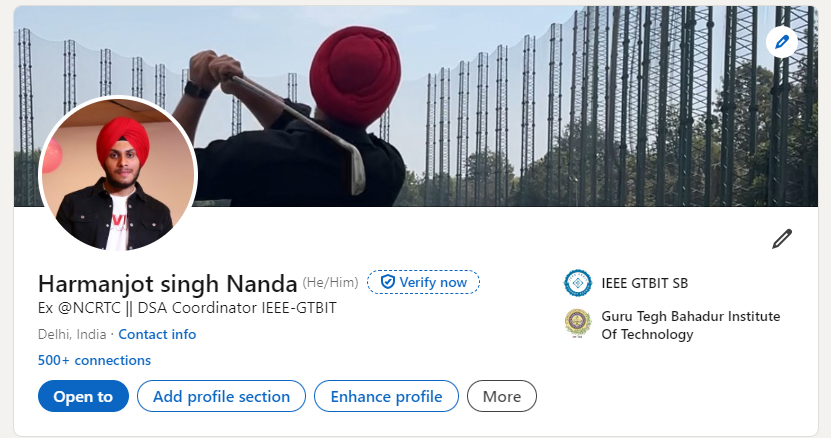 Harmanjot singh Nanda (He/Him) Verify now
Ex @NCRTC || DSA Coordinator IEEE-GTBIT
Delhi, India · Contact info
500+ connections
Open to Add profile section Enhance profile More
IEEE GTBIT SB
Guru Tegh Bahadur Institute
Of Technology